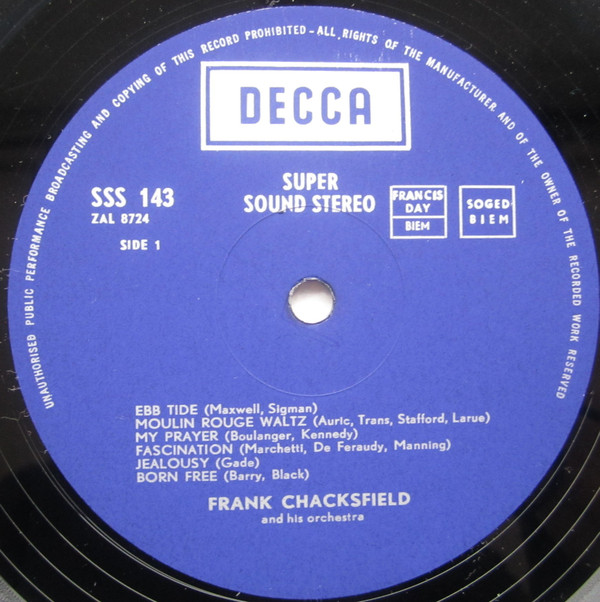 UNAUTHORISED PUBLIC PERFORMANCE BROADCASTING AND COPYING OF THIS RECORD PROHIBITED – ALL RIGHTS OF THE MANUFACTURER AND OF THE OWNER OF THE RECORDED WORK RESERVED
DECCA
SUPER
SOUND STEREO
SSS 143
ZAL 8724
SIDE 1
FRANCIS
DAY
BIEM
SOGED
BIEM
EBB TIDE (Maxwell, Sigman)
MOULIN ROUGE WALTZ (Auric, Trans, Stafford, Larue)
MY PRAYER (Boulanger, Kennedy)
FASCINATION (Marchetti, De Feraudy, Manning)
JEALOUSY (Gade)
BORN FREE (Barry, Black)
FRANK CHACKSFIELD
and his orchestra